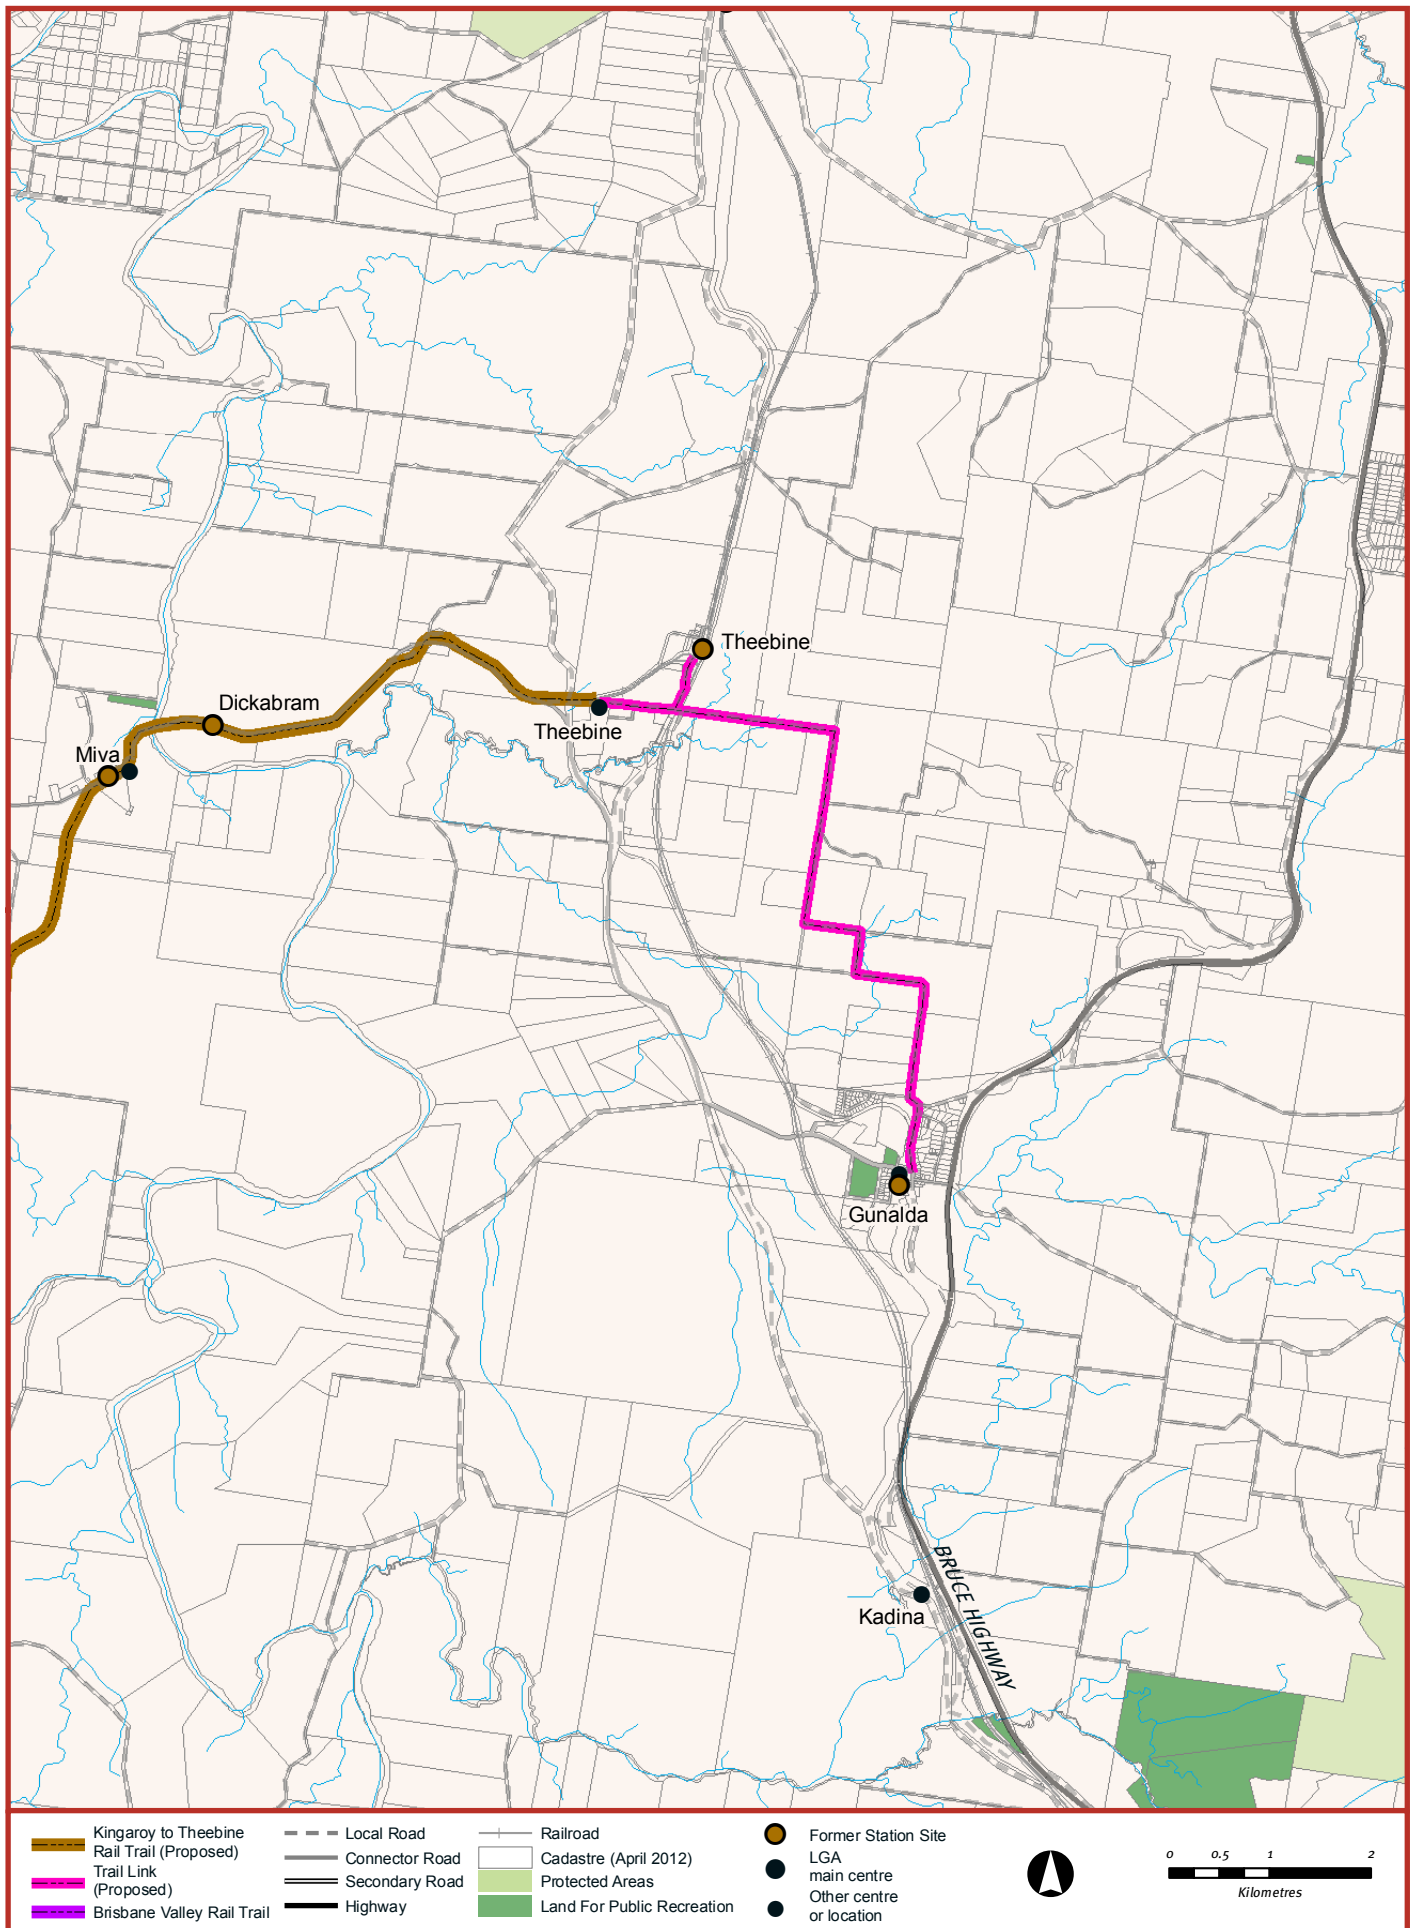 Theebine
Dickabram
Theebine
Miva
Gunalda
BRUCE HIGHWAY
Kadina
Kingaroy to Theebine
Rail Trail (Proposed)
Trail Link
(Proposed)
Brisbane Valley Rail Trail
Local Road
Connector Road
Secondary Road
Highway
Railroad
Cadastre (April 2012)
Protected Areas
Land For Public Recreation
Former Station Site
LGA
main centre
Other centre
or location
0 0.5 1 2
Kilometres